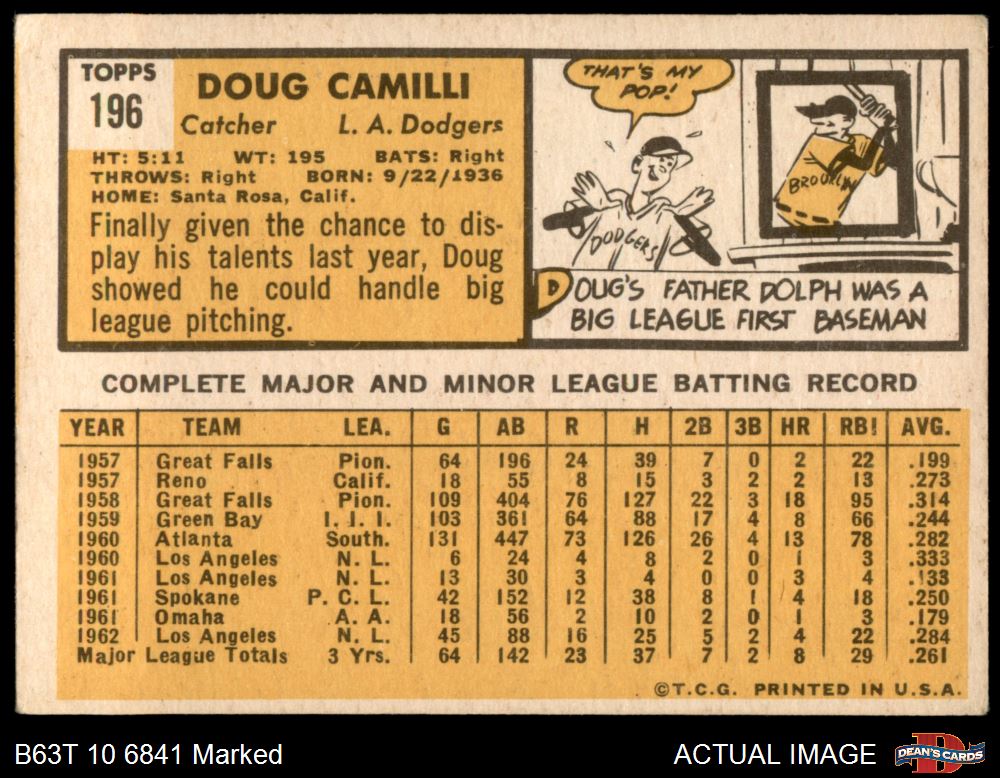 TOPPS
196
DOUG CAMILLI
Catcher L. A. Dodgers
HT: 5:11 WT: 195 BATS: Right
THROWS: Right BORN: 9/22/1936
HOME: Santa Rosa, Calif.
Finally given the chance to dis-
play his talents last year, Doug
showed he could handle big
league pitching.
THAT'S MY
POP!
DODGERS
BROOKLYN
DOUG'S FATHER DOLPH WAS A
BIG LEAGUE FIRST BASEMAN
COMPLETE MAJOR AND MINOR LEAGUE BATTING RECORD
YEAR TEAM LEA. G AB R H 2B 3B HR RBI AVG.
1957 Great Falls Pion. 64 196 24 39 7 0 2 22 .199
1957 Reno Calif. 18 55 8 15 3 2 2 13 .273
1958 Great Falls Pion. 109 404 76 127 22 3 18 95 .314
1959 Green Bay I. I. I. 103 361 64 88 17 4 8 66 .244
1960 Atlanta South. 131 447 73 126 26 4 13 78 .282
1960 Los Angeles N. L. 6 24 4 8 2 0 1 3 .333
1961 Los Angeles N. L. 13 30 3 4 0 0 3 4 .133
1961 Spokane P. C. L. 42 152 12 38 8 1 4 18 .250
1961 Omaha A. A. 18 56 2 10 2 0 1 3 .179
1962 Los Angeles N. L. 45 88 16 25 5 2 4 22 .284
Major League Totals 3 Yrs. 64 142 23 37 7 2 8 29 .261
©T.C.G. PRINTED IN U.S.A.
B63T 10 6841 Marked ACTUAL IMAGE
DEAN'S CARDS